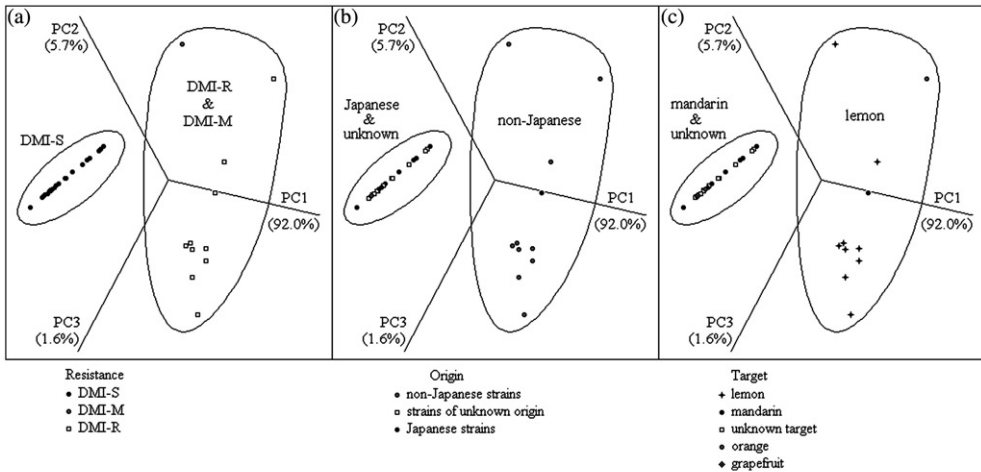 (a)
PC2
(5.7%)
DMI-R
&
DMI-M
DMI-S
PC1
(92.0%)
PC3
(1.6%)
(b)
PC2
(5.7%)
Japanese
&
unknown
non-Japanese
PC1
(92.0%)
PC3
(1.6%)
(c)
PC2
(5.7%)
mandarin
&
unknown
lemon
PC1
(92.0%)
PC3
(1.6%)
Resistance
DMI-S
DMI-M
DMI-R
Origin
non-Japanese strains
strains of unknown origin
Japanese strains
Target
lemon
mandarin
unknown target
orange
grapefruit